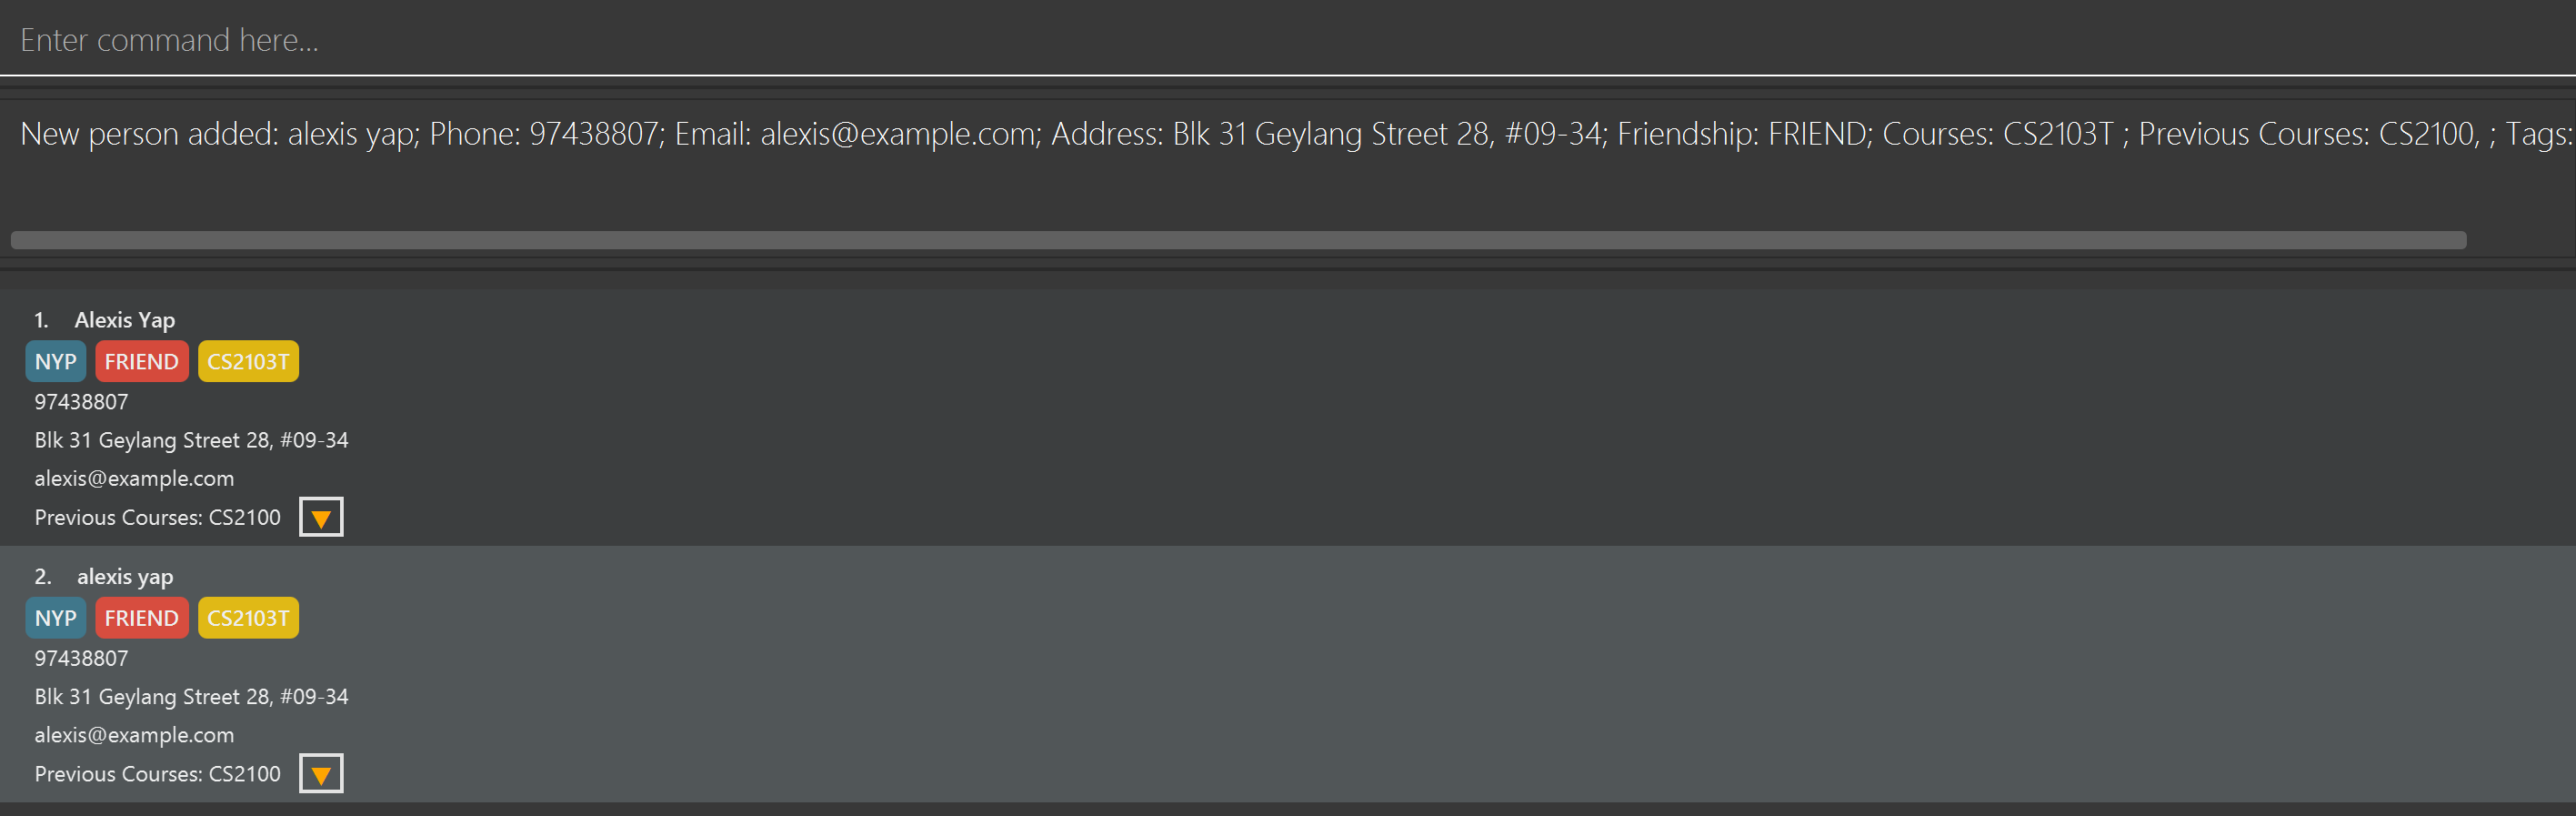 Enter command here...
New person added: alexis yap; Phone: 97438807; Email: alexis@example.com; Address: Blk 31 Geylang Street 28, #09-34; Friendship: FRIEND; Courses: CS2103T ; Previous Courses: CS2100, ; Tags:
1. Alexis Yap
NYP FRIEND CS2103T
97438807
Blk 31 Geylang Street 28, #09-34
alexis@example.com
Previous Courses: CS2100
2. alexis yap
NYP FRIEND CS2103T
97438807
Blk 31 Geylang Street 28, #09-34
alexis@example.com
Previous Courses: CS2100